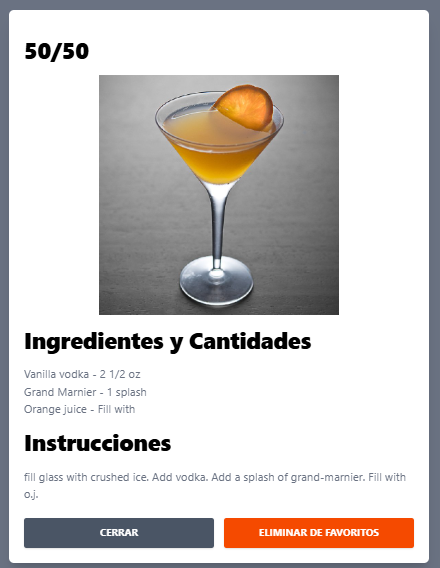 50/50
Ingredientes y Cantidades
Vanilla vodka - 2 1/2 oz
Grand Marnier - 1 splash
Orange juice - Fill with
Instrucciones
fill glass with crushed ice. Add vodka. Add a splash of grand-marnier. Fill with
o.j.
CERRAR
ELIMINAR DE FAVORITOS